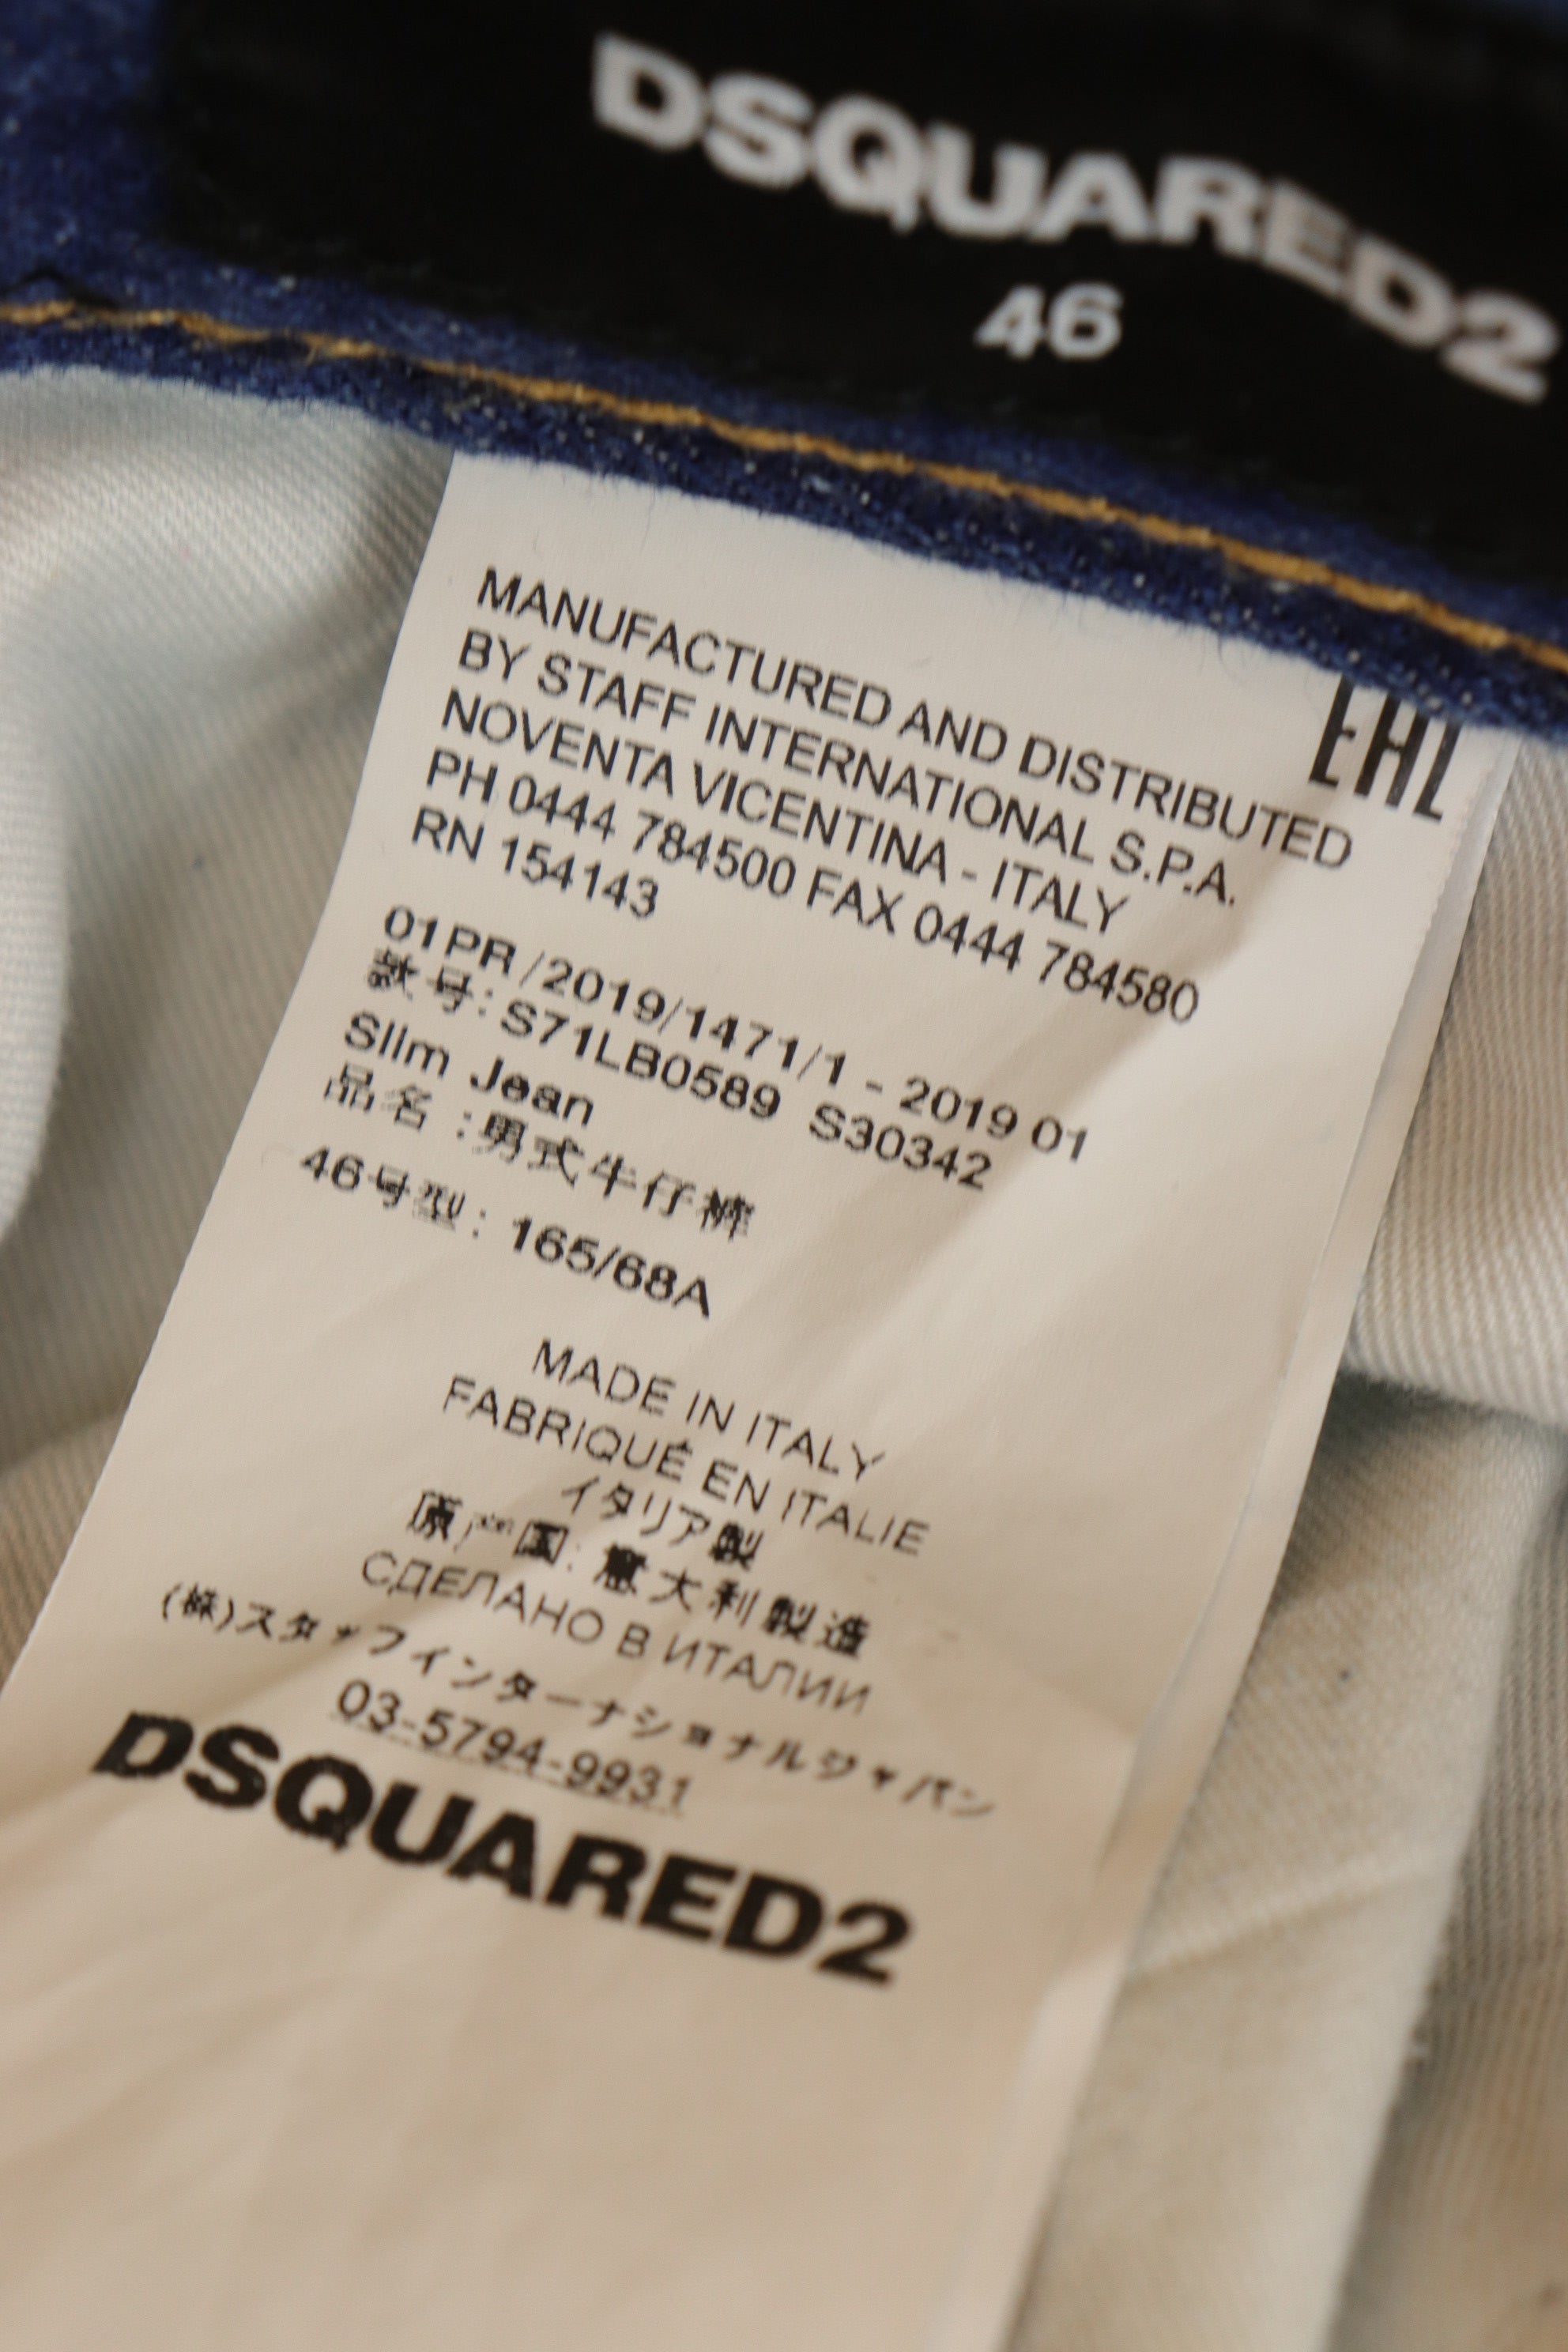 DSQUARED2
46
EAC
MANUFACTURED AND DISTRIBUTED
BY STAFF INTERNATIONAL S.P.A.
NOVENTA VICENTINA - ITALY
PH 0444 784500 FAX 0444 784580
RN 154143
01PR /2019/1471/1 - 2019 01
款号: S71LB0589 S30342
Slim Jean
品名 :男式牛仔裤
46号型: 165/68A
MADE IN ITALY
FABRIQUÉ EN ITALIE
イタリア製
原产国: 意大利製造
СДЕЛАНО В ИТАЛИИ
(株)スタッフインターナショナルジャパン
03-5794-9931
DSQUARED2